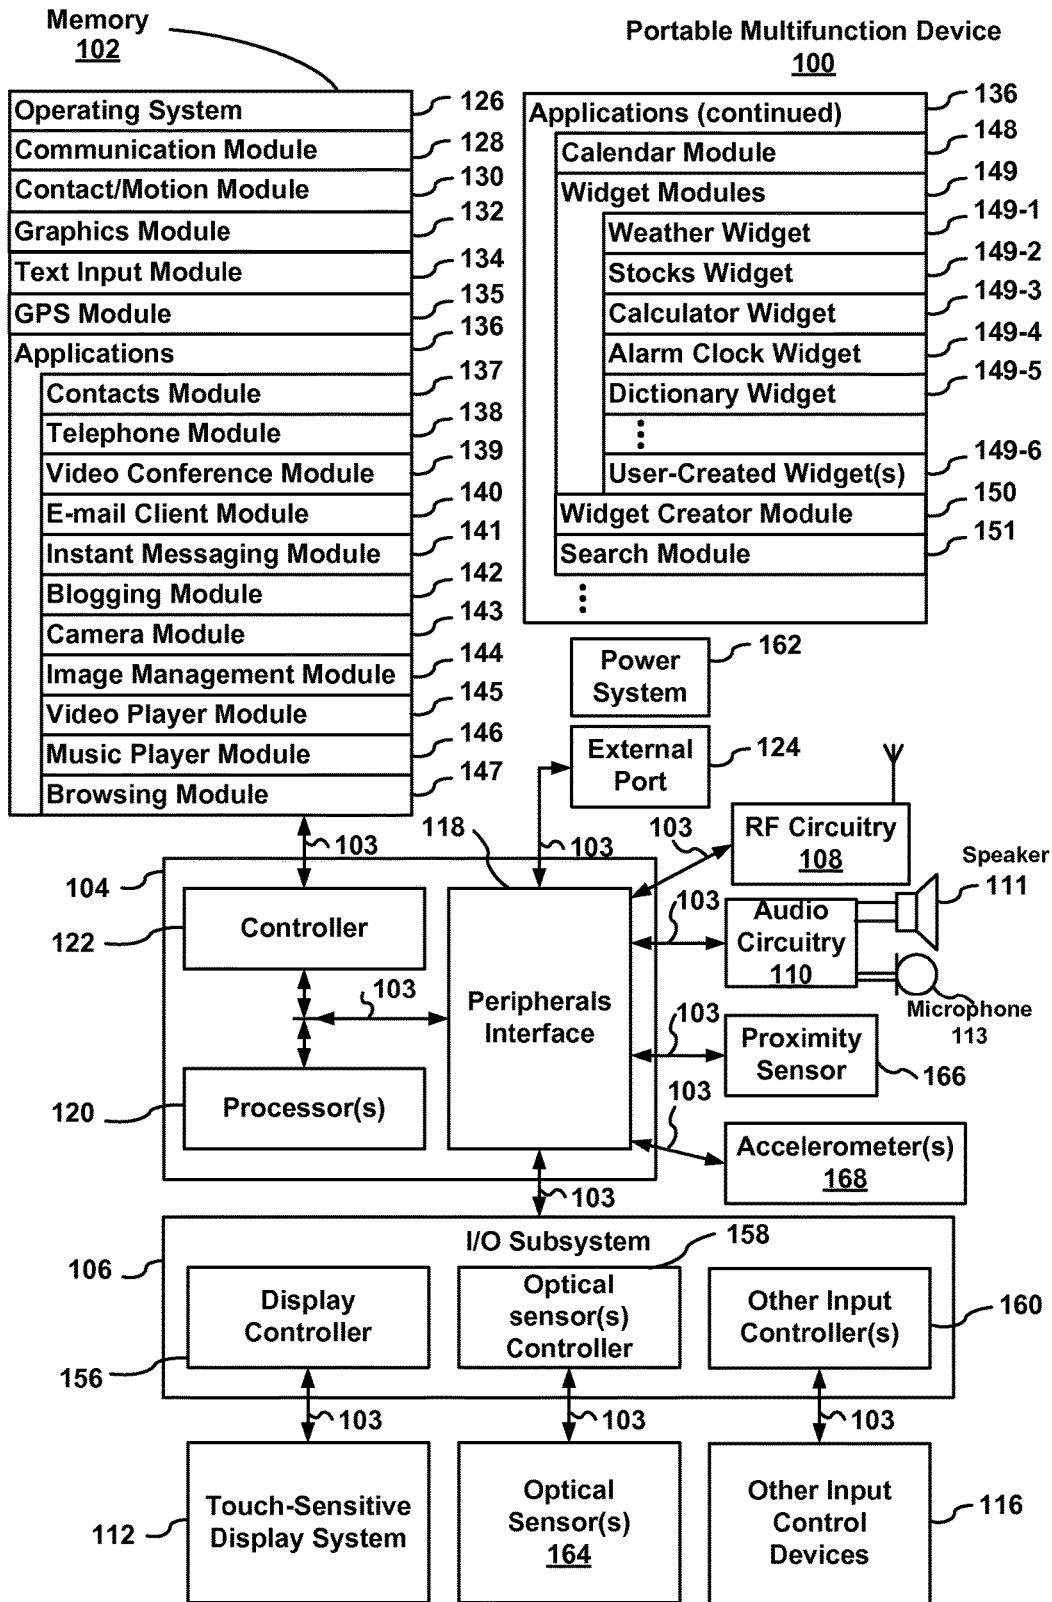 Memory
102
Portable Multifunction Device
100
Operating System 126
Communication Module 128
Contact/Motion Module 130
Graphics Module 132
Text Input Module 134
GPS Module 135
Applications 136
Contacts Module 137
Telephone Module 138
Video Conference Module 139
E-mail Client Module 140
Instant Messaging Module 141
Blogging Module 142
Camera Module 143
Image Management Module 144
Video Player Module 145
Music Player Module 146
Browsing Module 147
Applications (continued) 136
Calendar Module 148
Widget Modules 149
Weather Widget 149-1
Stocks Widget 149-2
Calculator Widget 149-3
Alarm Clock Widget 149-4
Dictionary Widget 149-5
User-Created Widget(s) 149-6
Widget Creator Module 150
Search Module 151
Power
System
162
External
Port
124
103
118
103
103
RF Circuitry
108
Speaker
111
104
122
Controller
103
Audio
Circuitry
110
103
Peripherals
Interface
Microphone
113
103
Proximity
Sensor
166
120
Processor(s)
103
Accelerometer(s)
168
103
I/O Subsystem
106
158
Display
Controller
156
Optical
sensor(s)
Controller
Other Input
Controller(s)
160
103
103
103
Touch-Sensitive
Display System
112
Optical
Sensor(s)
164
Other Input
Control
Devices
116